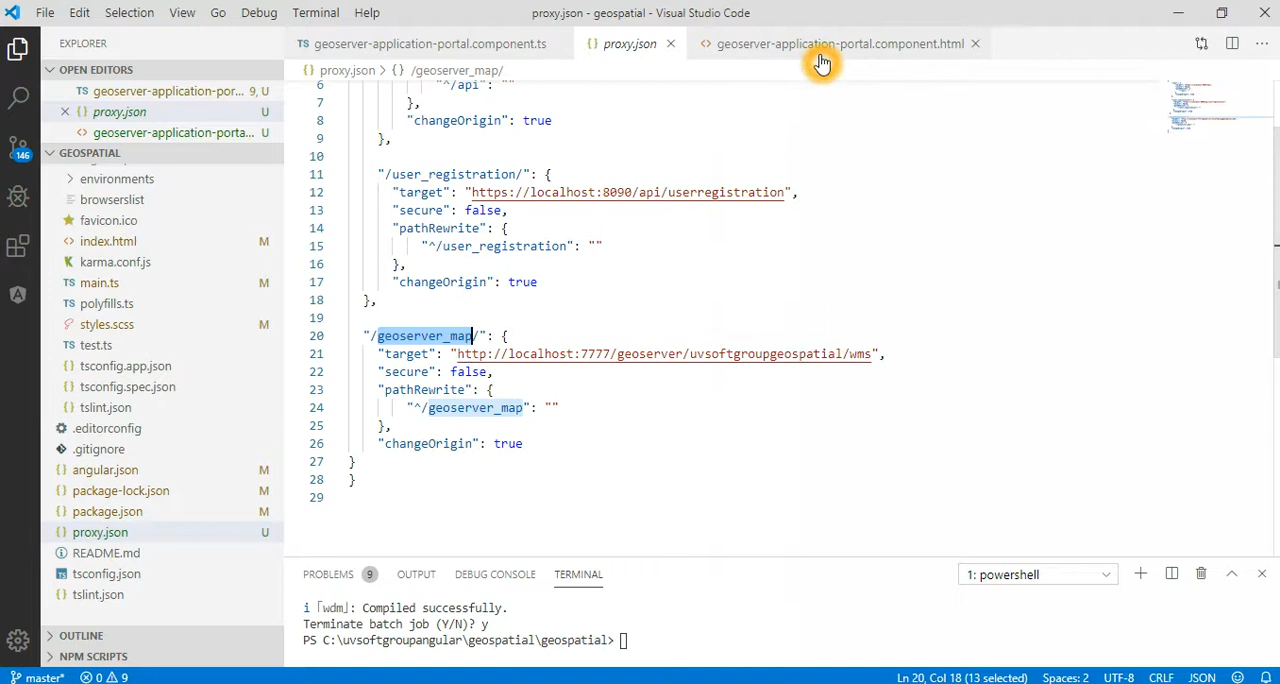 File Edit Selection View Go Debug Terminal Help proxy.json - geospatial - Visual Studio Code
EXPLORER
OPEN EDITORS
TS geoserver-application-por... 9, U
{ } proxy.json U
<> geoserver-application-porta... U
GEOSPATIAL
environments
browserslist
favicon.ico
<> index.html M
karma.conf.js
TS main.ts M
TS polyfills.ts
styles.scss M
TS test.ts
TS tsconfig.app.json
TS tsconfig.spec.json
TS tslint.json
.editorconfig
.gitignore
{ } angular.json M
{ } package-lock.json M
{ } package.json M
{ } proxy.json U
README.md
TS tsconfig.json
{ } tslint.json
OUTLINE
NPM SCRIPTS
146
TS geoserver-application-portal.component.ts
{ } proxy.json
<> geoserver-application-portal.component.html
{ } proxy.json > { } /geoserver_map/
6 "^/api": ""
7 },
8 "changeOrigin": true
9 },
10
11 "/user_registration/": {
12 "target": "https://localhost:8090/api/userregistration",
13 "secure": false,
14 "pathRewrite": {
15 "^/user_registration": ""
16 },
17 "changeOrigin": true
18 },
19
20 "/geoserver_map/": {
21 "target": "http://localhost:7777/geoserver/uvsoftgroupgeospatial/wms",
22 "secure": false,
23 "pathRewrite": {
24 "^/geoserver_map": ""
25 },
26 "changeOrigin": true
27 }
28 }
29
PROBLEMS 9 OUTPUT DEBUG CONSOLE TERMINAL 1: powershell
i 「wdm」: Compiled successfully.
Terminate batch job (Y/N)? y
PS C:\uvsoftgroupangular\geospatial\geospatial>
master* 0 9 Ln 20, Col 18 (13 selected) Spaces: 2 UTF-8 CRLF JSON